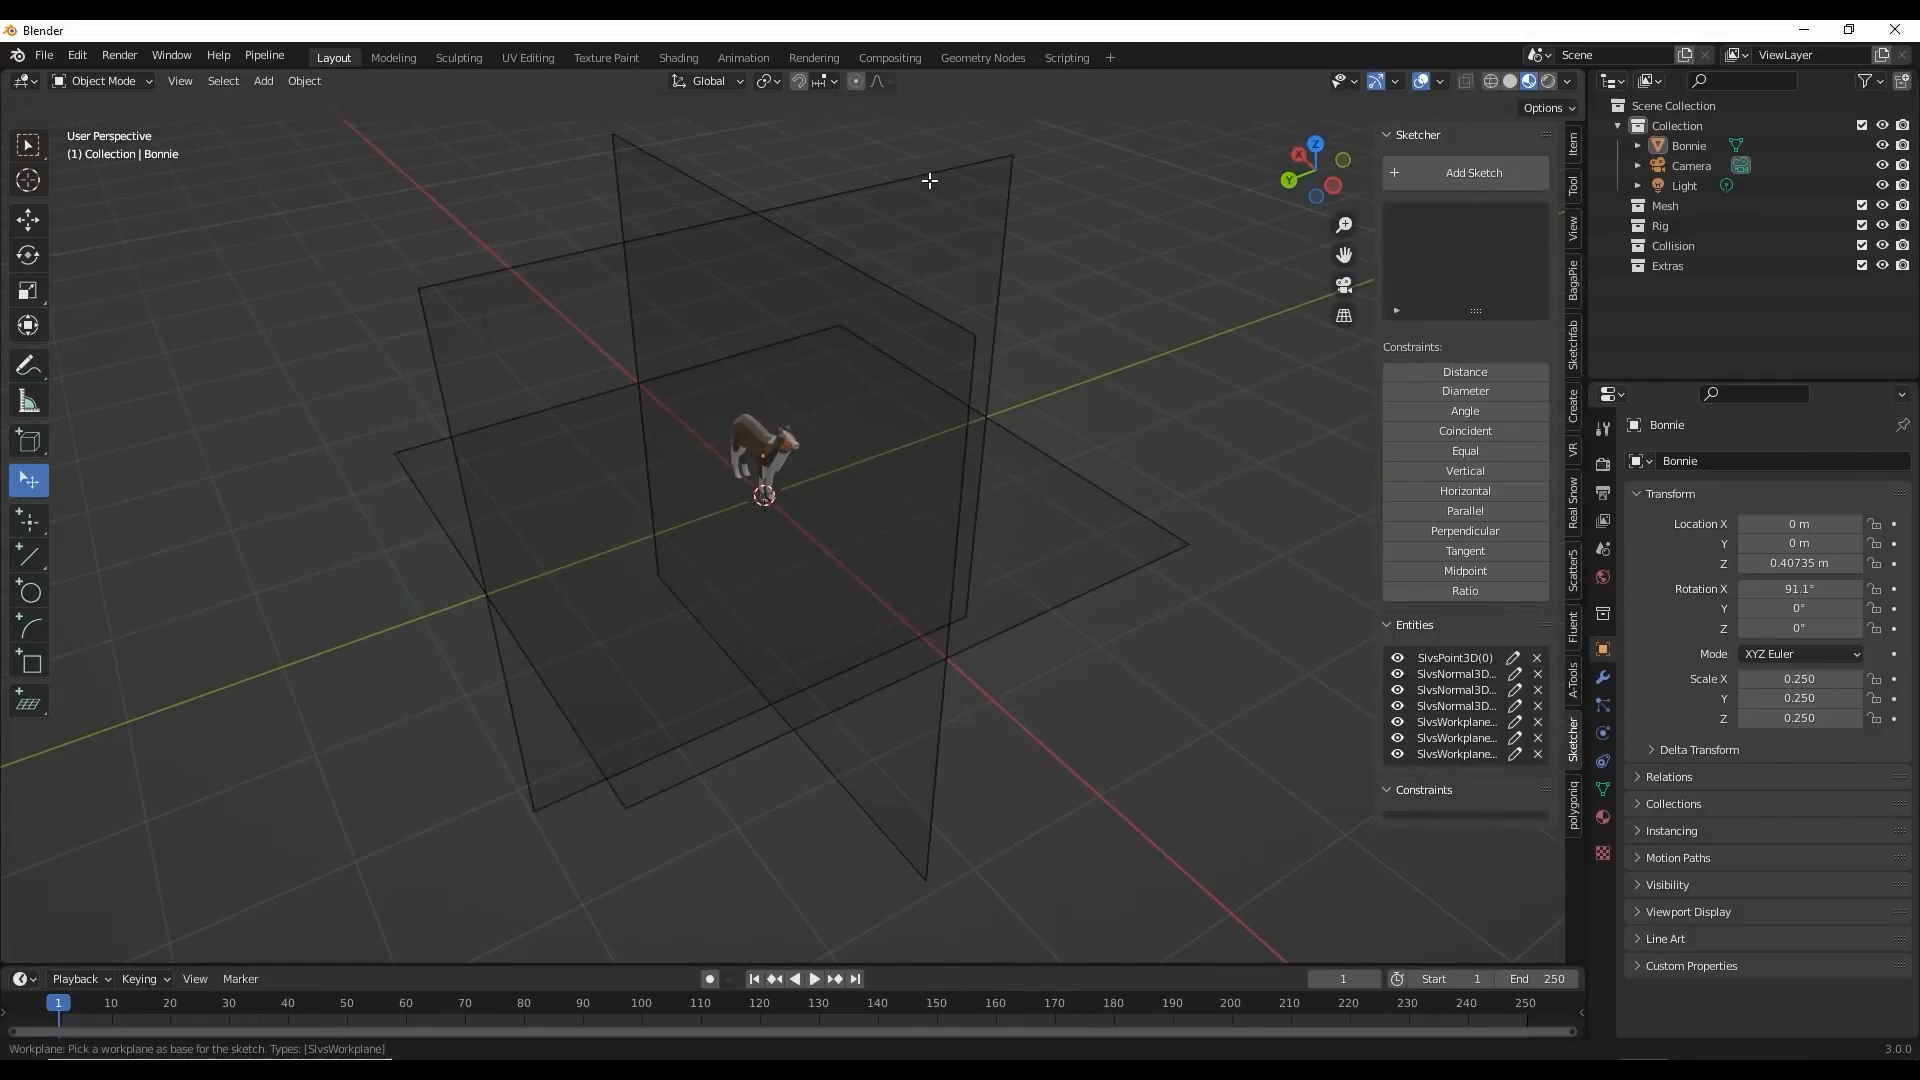 Blender
File Edit Render Window Help Pipeline Layout Modeling Sculpting UV Editing Texture Paint Shading Animation Rendering Compositing Geometry Nodes Scripting + Scene ViewLayer
Object Mode View Select Add Object Global
Options
User Perspective
(1) Collection | Bonnie
X
Y
Z
Sketcher
Add Sketch
Constraints:
Distance
Diameter
Angle
Coincident
Equal
Vertical
Horizontal
Parallel
Perpendicular
Tangent
Midpoint
Ratio
Entities
SlvsPoint3D(0)
SlvsNormal3D...
SlvsNormal3D...
SlvsNormal3D...
SlvsWorkplane...
SlvsWorkplane...
SlvsWorkplane...
Constraints
Item
Tool
View
BagaPie
Sketchfab
Create
VR
Real Snow
Scatter5
Fluent
A-Tools
Sketcher
polygoniq
Scene Collection
Collection
Bonnie
Camera
Light
Mesh
Rig
Collision
Extras
Bonnie
Bonnie
Transform
Location X 0 m
Y 0 m
Z 0.40735 m
Rotation X 91.1°
Y 0°
Z 0°
Mode XYZ Euler
Scale X 0.250
Y 0.250
Z 0.250
Delta Transform
Relations
Collections
Instancing
Motion Paths
Visibility
Viewport Display
Line Art
Custom Properties
Playback Keying View Marker 1 Start 1 End 250
1 10 20 30 40 50 60 70 80 90 100 110 120 130 140 150 160 170 180 190 200 210 220 230 240 250
Workplane: Pick a workplane as base for the sketch. Types: [SlvsWorkplane]
3.0.0